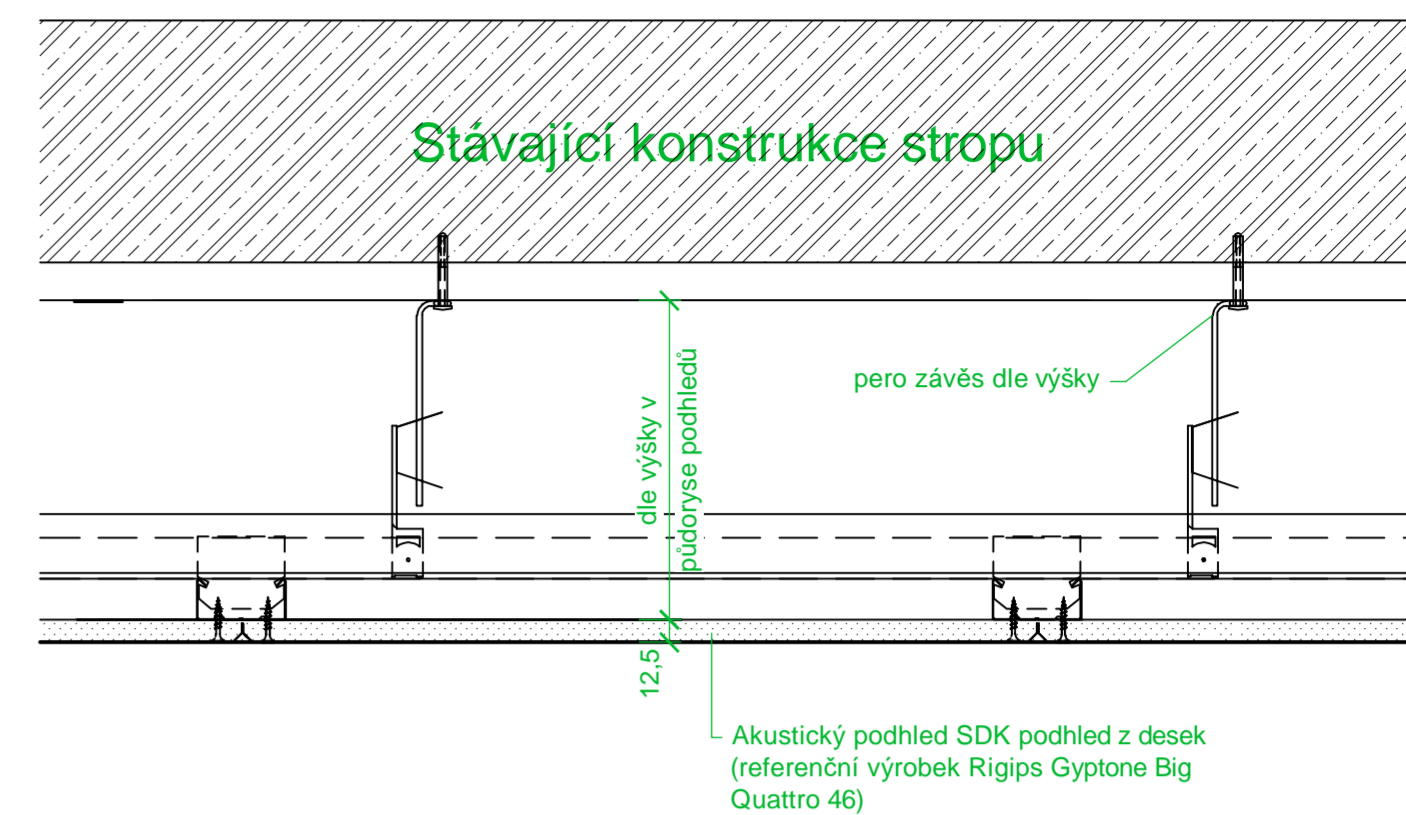 Stávající konstrukce stropu
pero závěs dle výšky
dle výšky v
půdoryse podhledů
12,5
Akustický podhled SDK podhled z desek
(referenční výrobek Rigips Gyptone Big
Quattro 46)